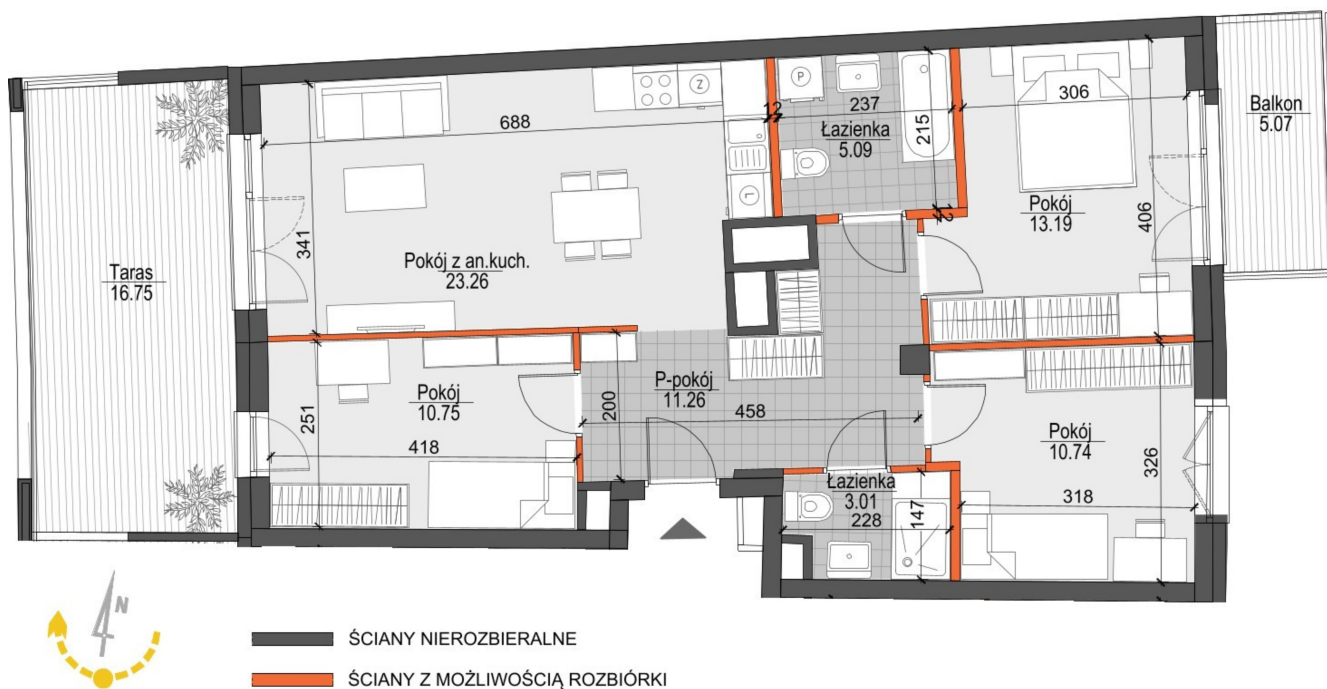 688
12
237
306
Balkon
5.07
P
Z
L
Łazienka
5.09
215
12
Taras
16.75
341
Pokój z an.kuch.
23.26
Pokój
13.19
406
Pokój
10.75
251
418
200
P-pokój
11.26
458
Pokój
10.74
326
318
Łazienka
3.01
228
147
N
ŚCIANY NIEROZBIERALNE
ŚCIANY Z MOŻLIWOŚCIĄ ROZBIÓRKI